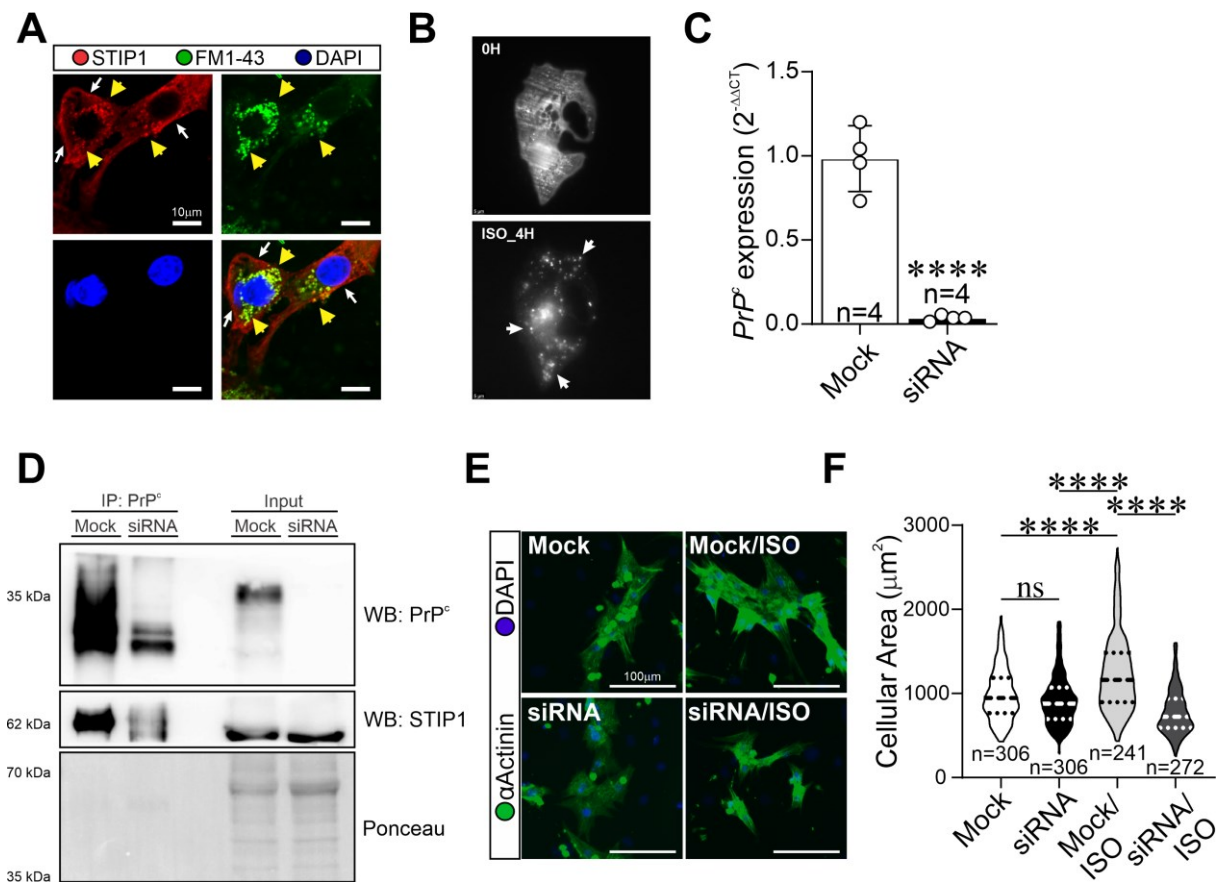 A
STIP1 FM1-43 DAPI
10μm
B
0H
ISO_4H
C
PrPᶜ expression (2^-ΔΔCT)
1.5
1.0
0.5
0.0
****
n=4
n=4
Mock
siRNA
D
IP: PrPᶜ Input
Mock siRNA Mock siRNA
35 kDa
WB: PrPᶜ
62 kDa
WB: STIP1
70 kDa
Ponceau
35 kDa
E
αActinin DAPI
Mock
Mock/ISO
100μm
siRNA
siRNA/ISO
F
Cellular Area (μm²)
3000
2000
1000
0
****
**** ****
ns
n=306
n=306
n=241
n=272
Mock
siRNA
Mock/
ISO
siRNA/
ISO